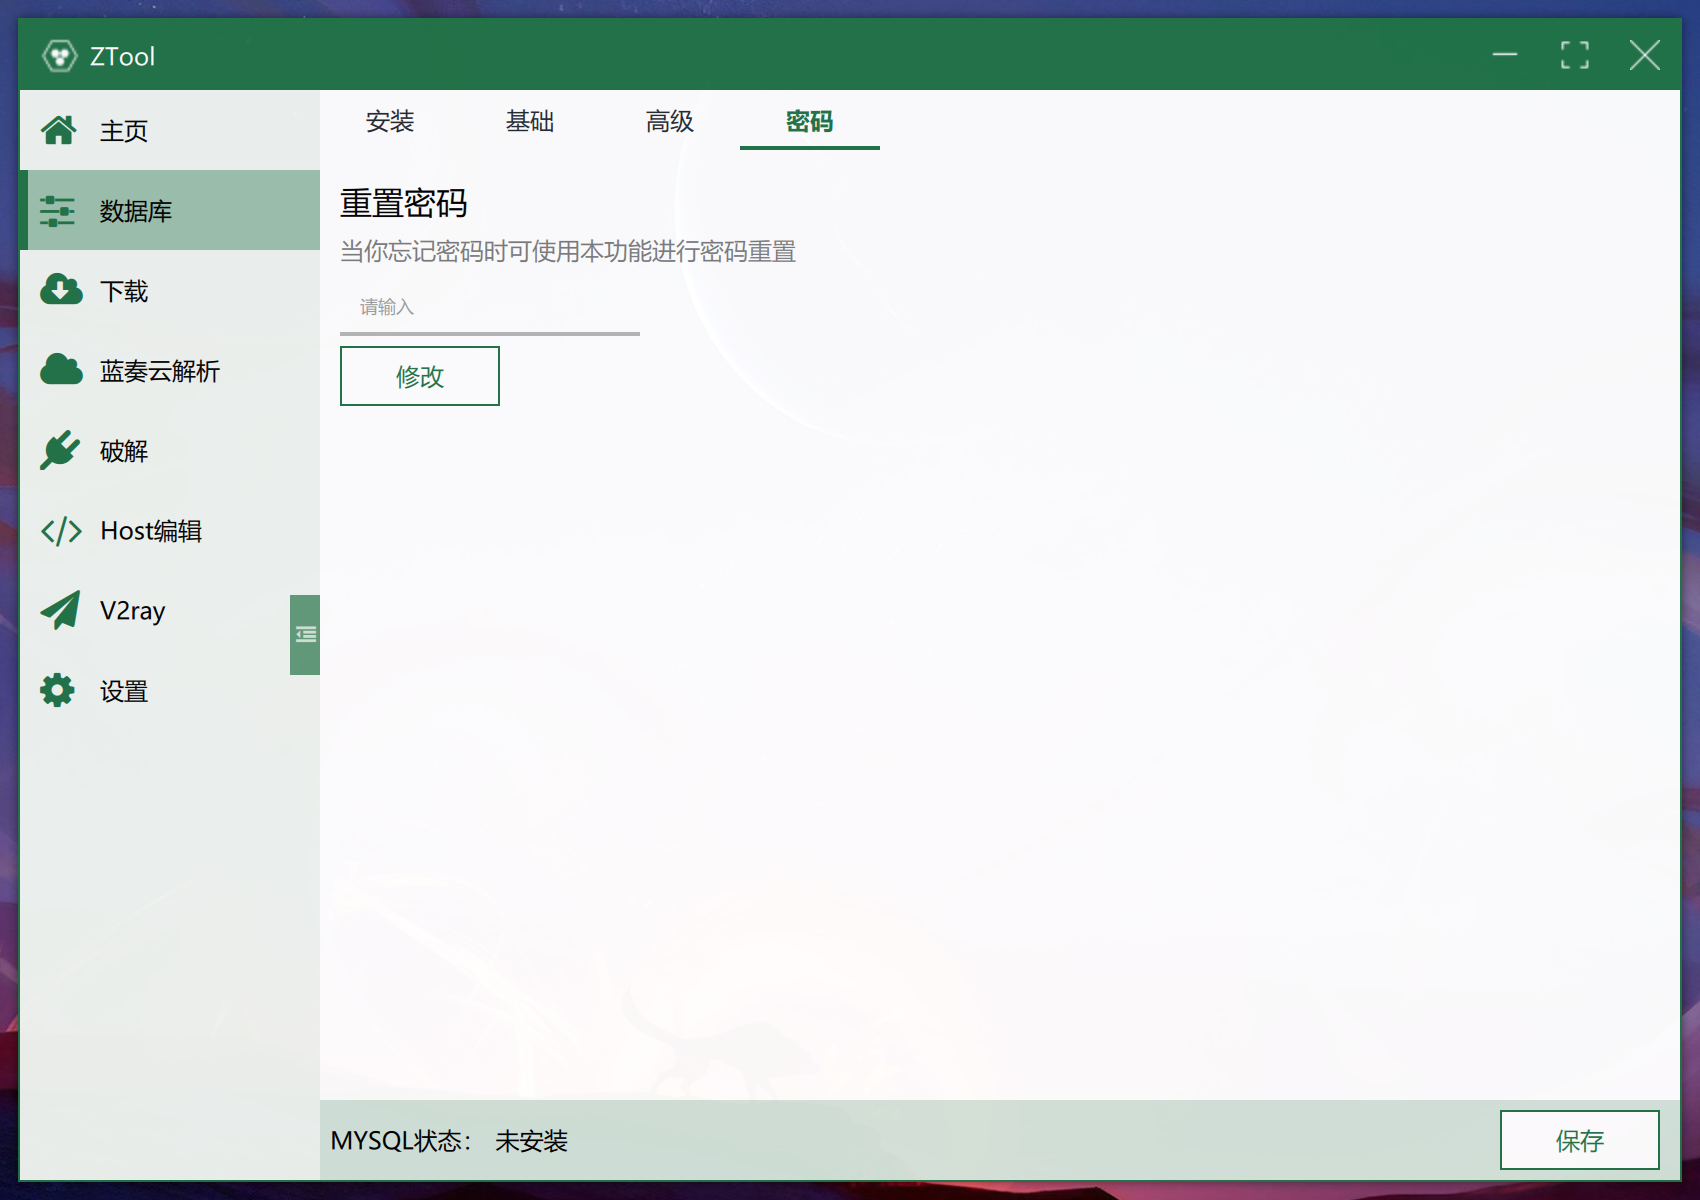 ZTool
主页
数据库
下载
蓝奏云解析
破解
Host编辑
V2ray
设置
安装 基础 高级 密码
重置密码
当你忘记密码时可使用本功能进行密码重置
请输入
修改
MYSQL状态： 未安装
保存